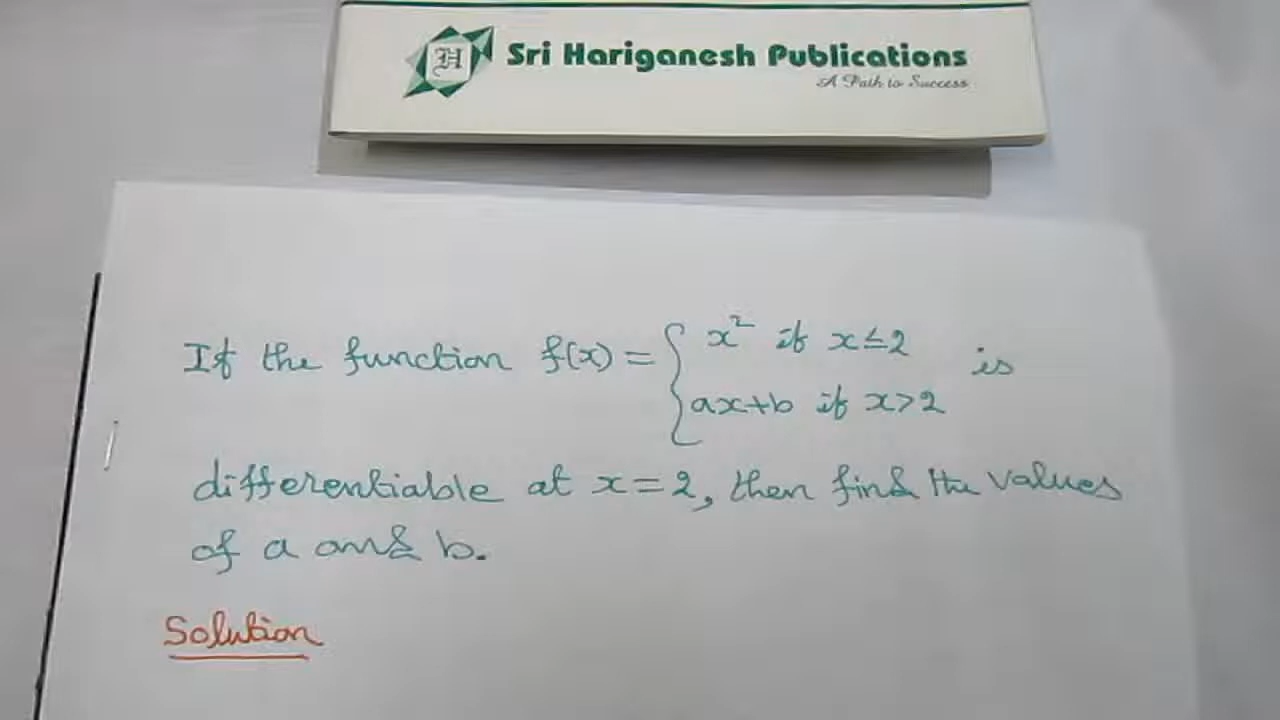 Sri Hariganesh Publications
A Path to Success
If the function f(x) = { x² if x ≤ 2 is
ax+b if x > 2
differentiable at x = 2, then find the values
of a and b.
Solution